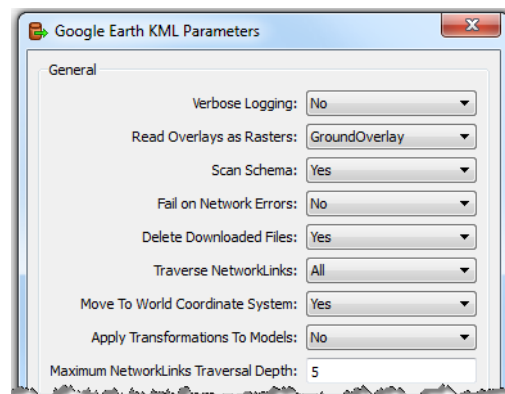 Google Earth KML Parameters
General
Verbose Logging: No
Read Overlays as Rasters: GroundOverlay
Scan Schema: Yes
Fail on Network Errors: No
Delete Downloaded Files: Yes
Traverse NetworkLinks: All
Move To World Coordinate System: Yes
Apply Transformations To Models: No
Maximum NetworkLinks Traversal Depth: 5